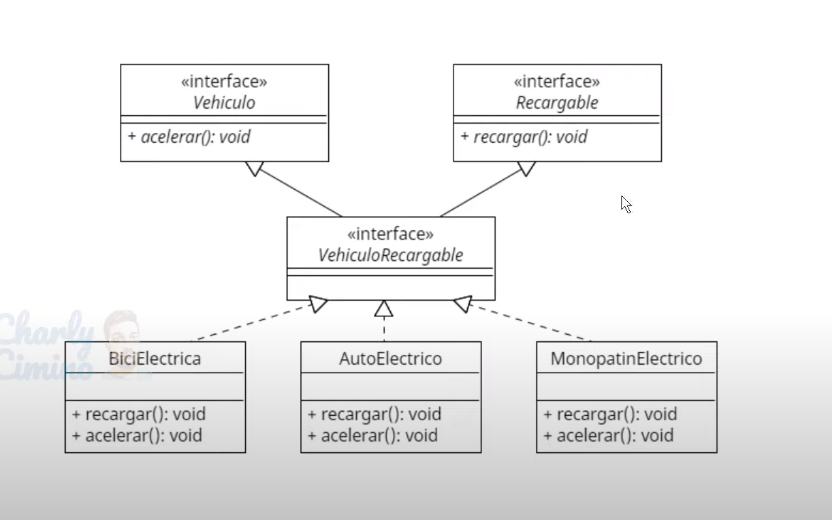 «interface»
Vehiculo
+ acelerar(): void
«interface»
Recargable
+ recargar(): void
«interface»
VehiculoRecargable
Charly
Cimino
BiciElectrica
+ recargar(): void
+ acelerar(): void
AutoElectrico
+ recargar(): void
+ acelerar(): void
MonopatinElectrico
+ recargar(): void
+ acelerar(): void